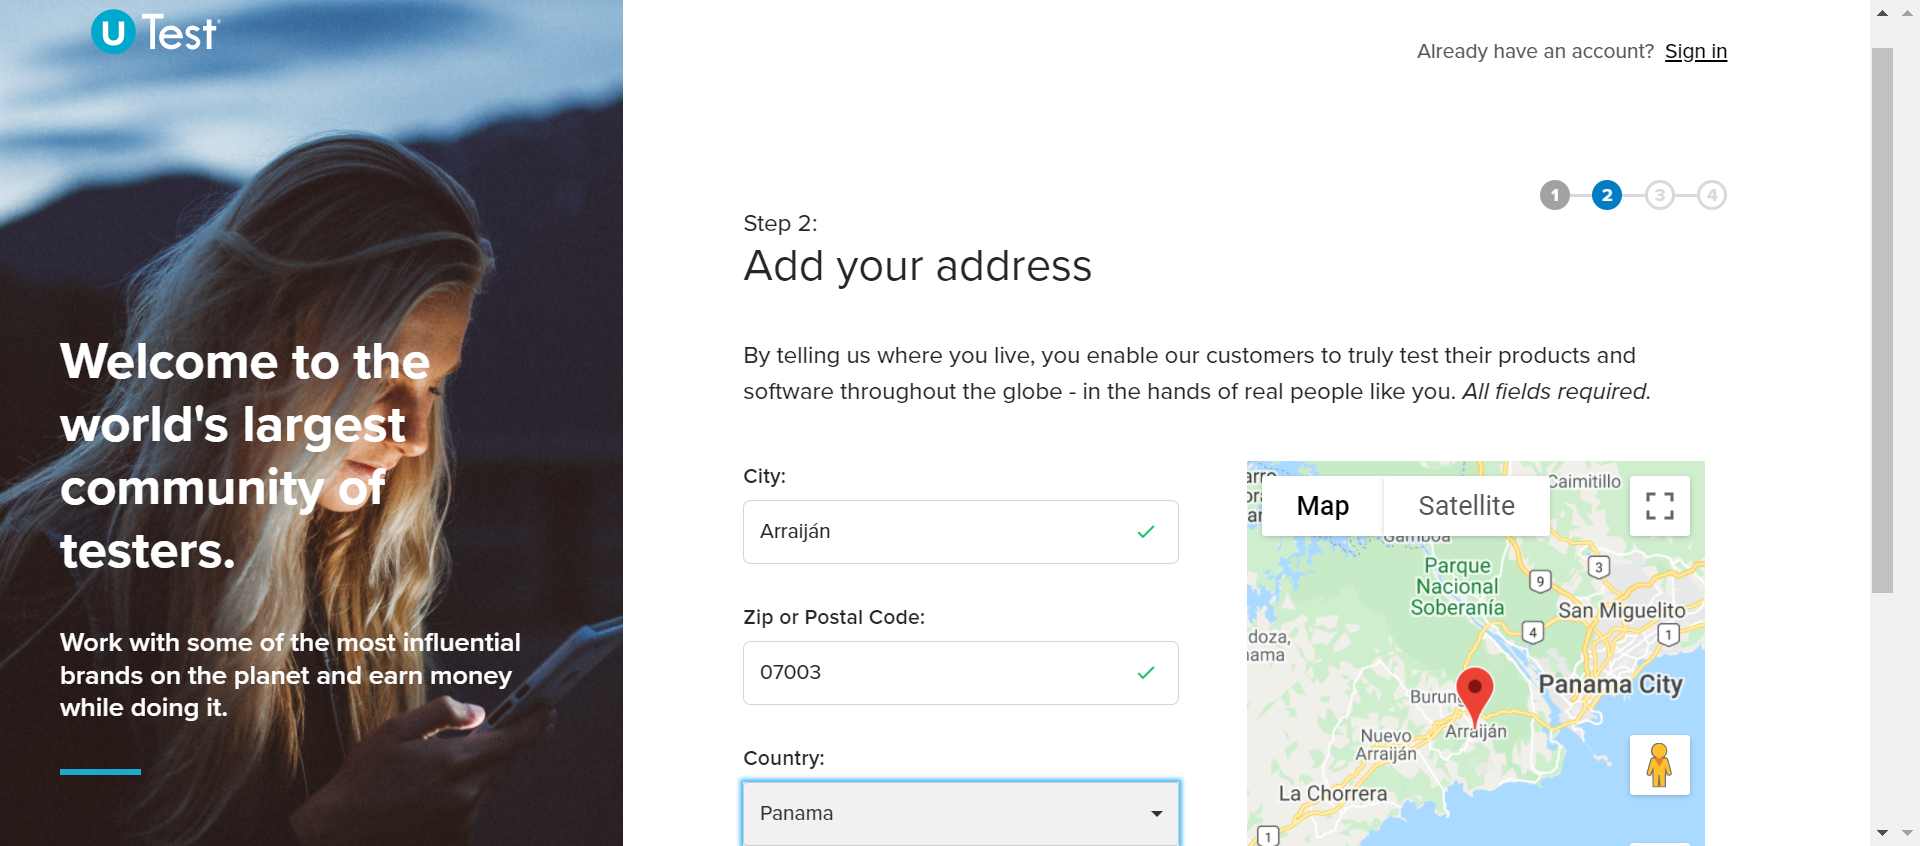 U Test
Already have an account? Sign in
1 2 3 4
Step 2:
Add your address
Welcome to the
world's largest
community of
testers.
Work with some of the most influential
brands on the planet and earn money
while doing it.
By telling us where you live, you enable our customers to truly test their products and
software throughout the globe - in the hands of real people like you. All fields required.
City:
Arraiján
Zip or Postal Code:
07003
Country:
Panama
Map
Satellite
Caimitillo
Gamboa
Parque
Nacional
Soberanía
9
3
San Miguelito
4
1
Panama City
Arraiján
Nuevo
Arraiján
La Chorrera
1